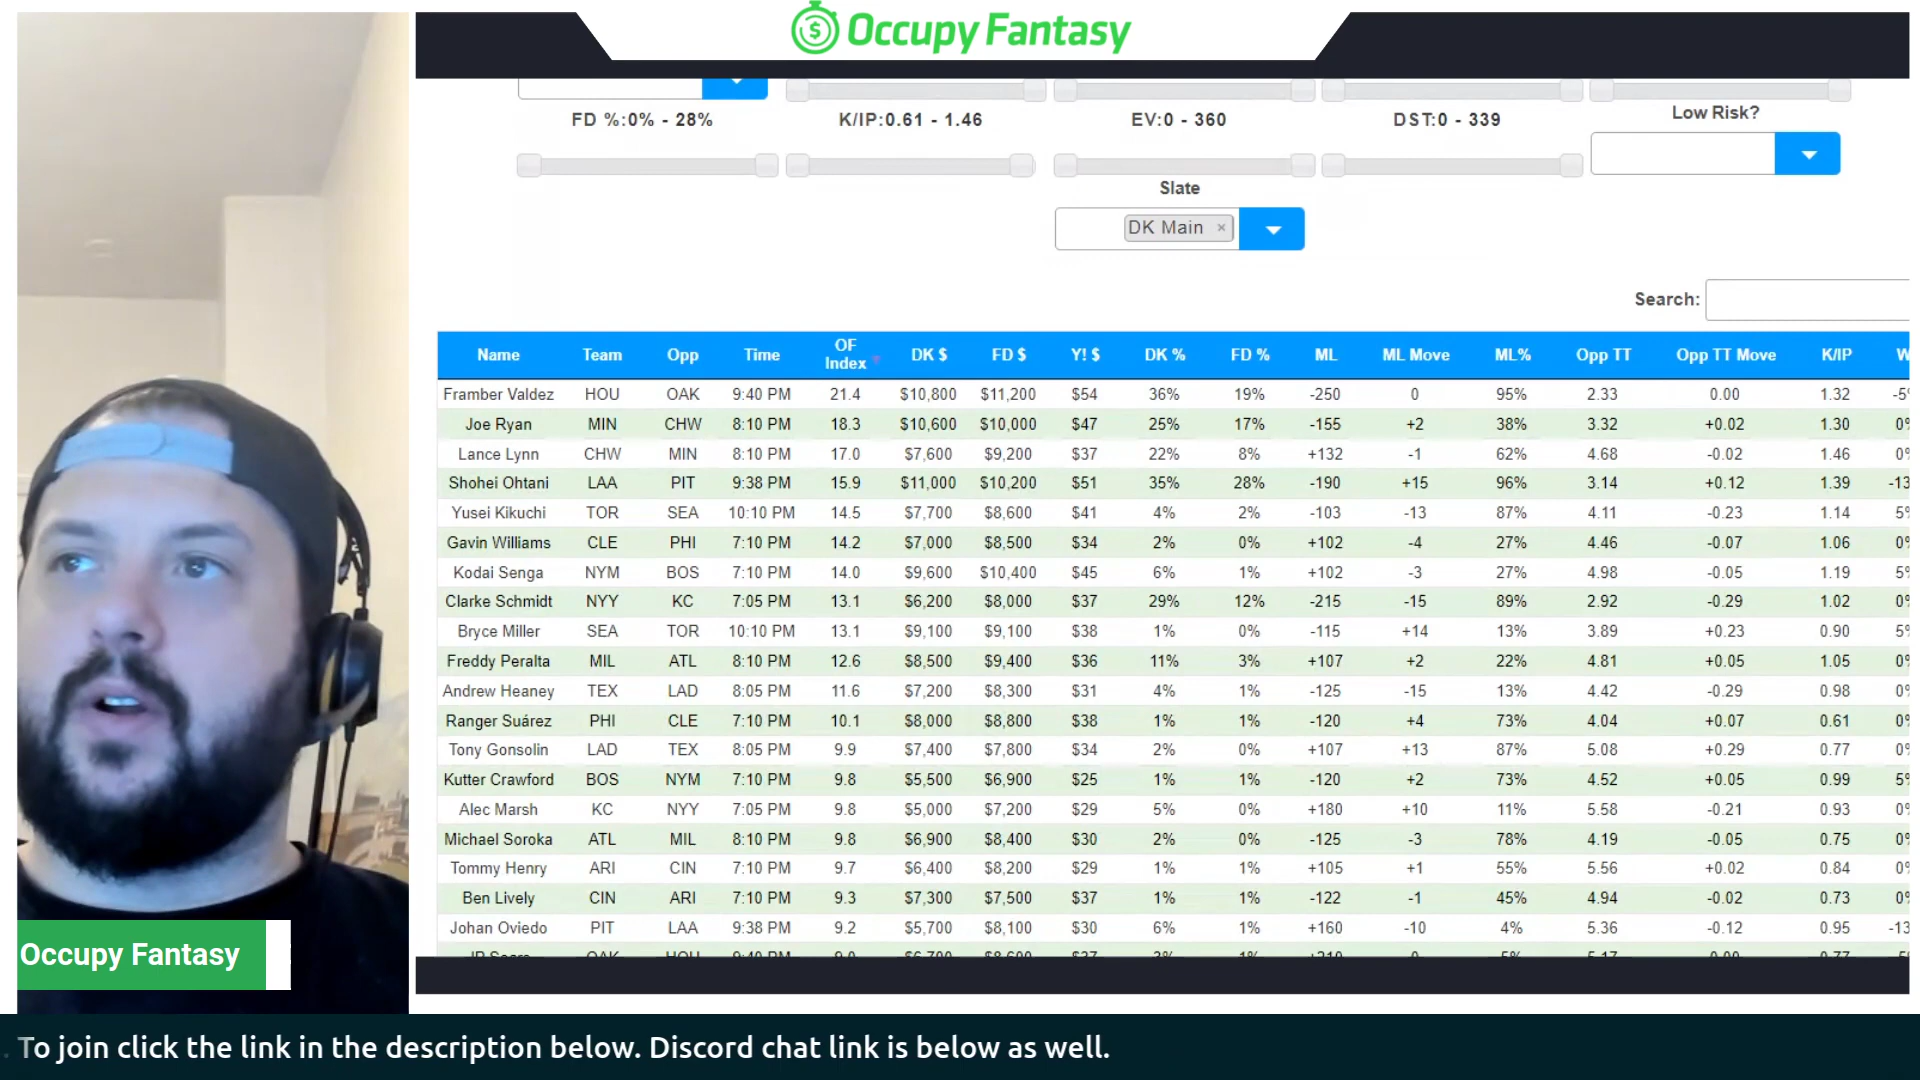 Occupy Fantasy
FD %:0% - 28%
K/IP:0.61 - 1.46
EV:0 - 360
DST:0 - 339
Low Risk?
Slate
DK Main ×
Search:
Name Team Opp Time OF Index DK $ FD $ Y! $ DK % FD % ML ML Move ML% Opp TT Opp TT Move K/IP W
Framber Valdez HOU OAK 9:40 PM 21.4 $10,800 $11,200 $54 36% 19% -250 0 95% 2.33 0.00 1.32 -5%
Joe Ryan MIN CHW 8:10 PM 18.3 $10,600 $10,000 $47 25% 17% -155 +2 38% 3.32 +0.02 1.30 0%
Lance Lynn CHW MIN 8:10 PM 17.0 $7,600 $9,200 $37 22% 8% +132 -1 62% 4.68 -0.02 1.46 0%
Shohei Ohtani LAA PIT 9:38 PM 15.9 $11,000 $10,200 $51 35% 28% -190 +15 96% 3.14 +0.12 1.39 -13
Yusei Kikuchi TOR SEA 10:10 PM 14.5 $7,700 $8,600 $41 4% 2% -103 -13 87% 4.11 -0.23 1.14 5%
Gavin Williams CLE PHI 7:10 PM 14.2 $7,000 $8,500 $34 2% 0% +102 -4 27% 4.46 -0.07 1.06 0%
Kodai Senga NYM BOS 7:10 PM 14.0 $9,600 $10,400 $45 6% 1% +102 -3 27% 4.98 -0.05 1.19 5%
Clarke Schmidt NYY KC 7:05 PM 13.1 $6,200 $8,000 $37 29% 12% -215 -15 89% 2.92 -0.29 1.02 0%
Bryce Miller SEA TOR 10:10 PM 13.1 $9,100 $9,100 $38 1% 0% -115 +14 13% 3.89 +0.23 0.90 5%
Freddy Peralta MIL ATL 8:10 PM 12.6 $8,500 $9,400 $36 11% 3% +107 +2 22% 4.81 +0.05 1.05 0%
Andrew Heaney TEX LAD 8:05 PM 11.6 $7,200 $8,300 $31 4% 1% -125 -15 13% 4.42 -0.29 0.98 0%
Ranger Suárez PHI CLE 7:10 PM 10.1 $8,000 $8,800 $38 1% 1% -120 +4 73% 4.04 +0.07 0.61 0%
Tony Gonsolin LAD TEX 8:05 PM 9.9 $7,400 $7,800 $34 2% 0% +107 +13 87% 5.08 +0.29 0.77 0%
Kutter Crawford BOS NYM 7:10 PM 9.8 $5,500 $6,900 $25 1% 1% -120 +2 73% 4.52 +0.05 0.99 5%
Alec Marsh KC NYY 7:05 PM 9.8 $5,000 $7,200 $29 5% 0% +180 +10 11% 5.58 -0.21 0.93 0%
Michael Soroka ATL MIL 8:10 PM 9.8 $6,900 $8,400 $30 2% 0% -125 -3 78% 4.19 -0.05 0.75 0%
Tommy Henry ARI CIN 7:10 PM 9.7 $6,400 $8,200 $29 1% 1% +105 +1 55% 5.56 +0.02 0.84 0%
Ben Lively CIN ARI 7:10 PM 9.3 $7,300 $7,500 $37 1% 1% -122 -1 45% 4.94 -0.02 0.73 0%
Johan Oviedo PIT LAA 9:38 PM 9.2 $5,700 $8,100 $30 6% 1% +160 -10 4% 5.36 -0.12 0.95 -13
Occupy Fantasy
To join click the link in the description below. Discord chat link is below as well.